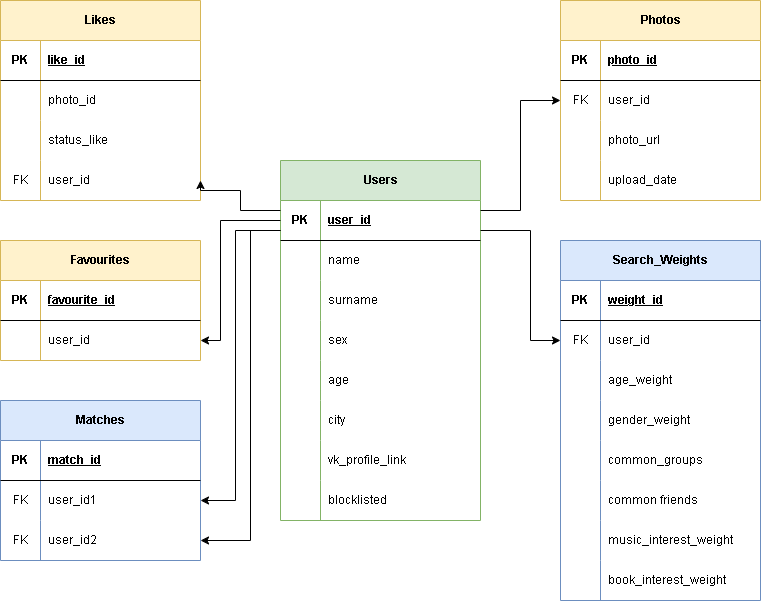 Likes
PK like_id
photo_id
status_like
FK user_id
Favourites
PK favourite_id
user_id
Matches
PK match_id
FK user_id1
FK user_id2
Users
PK user_id
name
surname
sex
age
city
vk_profile_link
blocklisted
Photos
PK photo_id
FK user_id
photo_url
upload_date
Search_Weights
PK weight_id
FK user_id
age_weight
gender_weight
common_groups
common friends
music_interest_weight
book_interest_weight